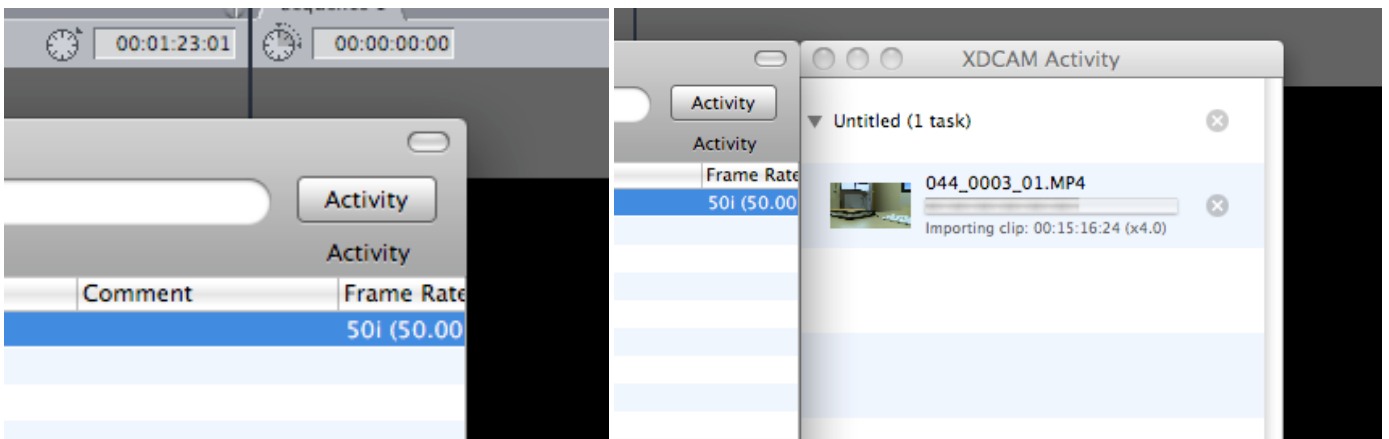 Sequence
00:01:23:01
00:00:00:00
Activity
Activity
Comment
Frame Rate
50i (50.00
XDCAM Activity
Activity
Untitled (1 task)
Activity
Frame Rate
50i (50.00
044_0003_01.MP4
Importing clip: 00:15:16:24 (x4.0)